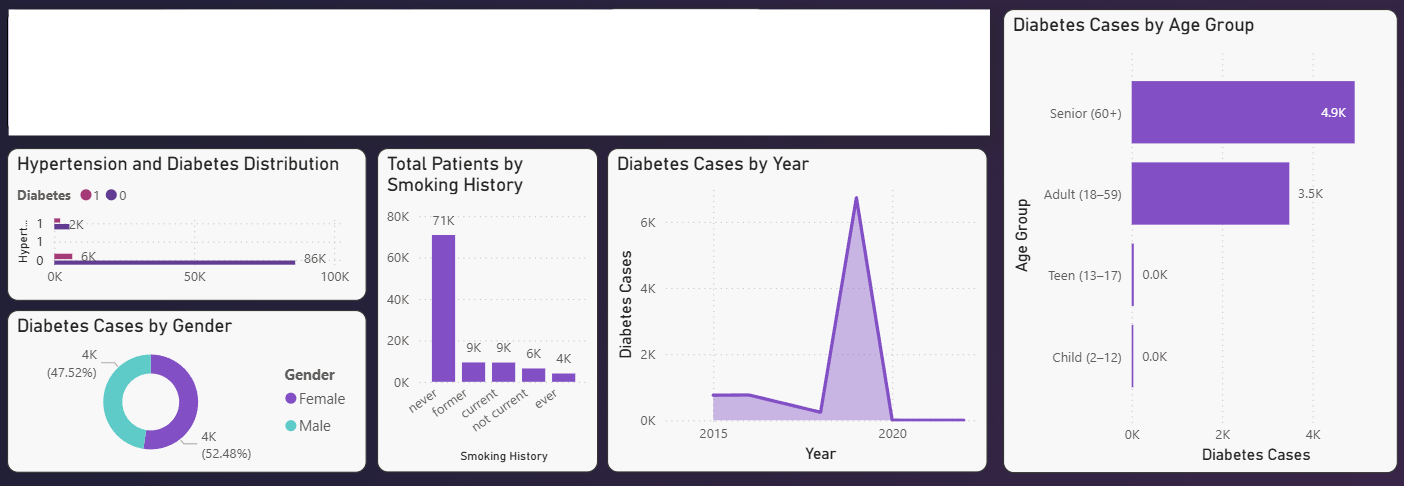 Hypertension and Diabetes Distribution
Diabetes 1 0
Hypert...
1
2K
1
0
6K
86K
0K 50K 100K
Diabetes Cases by Gender
4K
(47.52%)
4K
(52.48%)
Gender
Female
Male
Total Patients by
Smoking History
80K
60K
40K
20K
0K
71K
9K
9K
6K
4K
never
former
current
not current
ever
Smoking History
Diabetes Cases by Year
Diabetes Cases
6K
4K
2K
0K
2015 2020
Year
Diabetes Cases by Age Group
Age Group
Senior (60+) 4.9K
Adult (18–59) 3.5K
Teen (13–17) 0.0K
Child (2–12) 0.0K
0K 2K 4K
Diabetes Cases